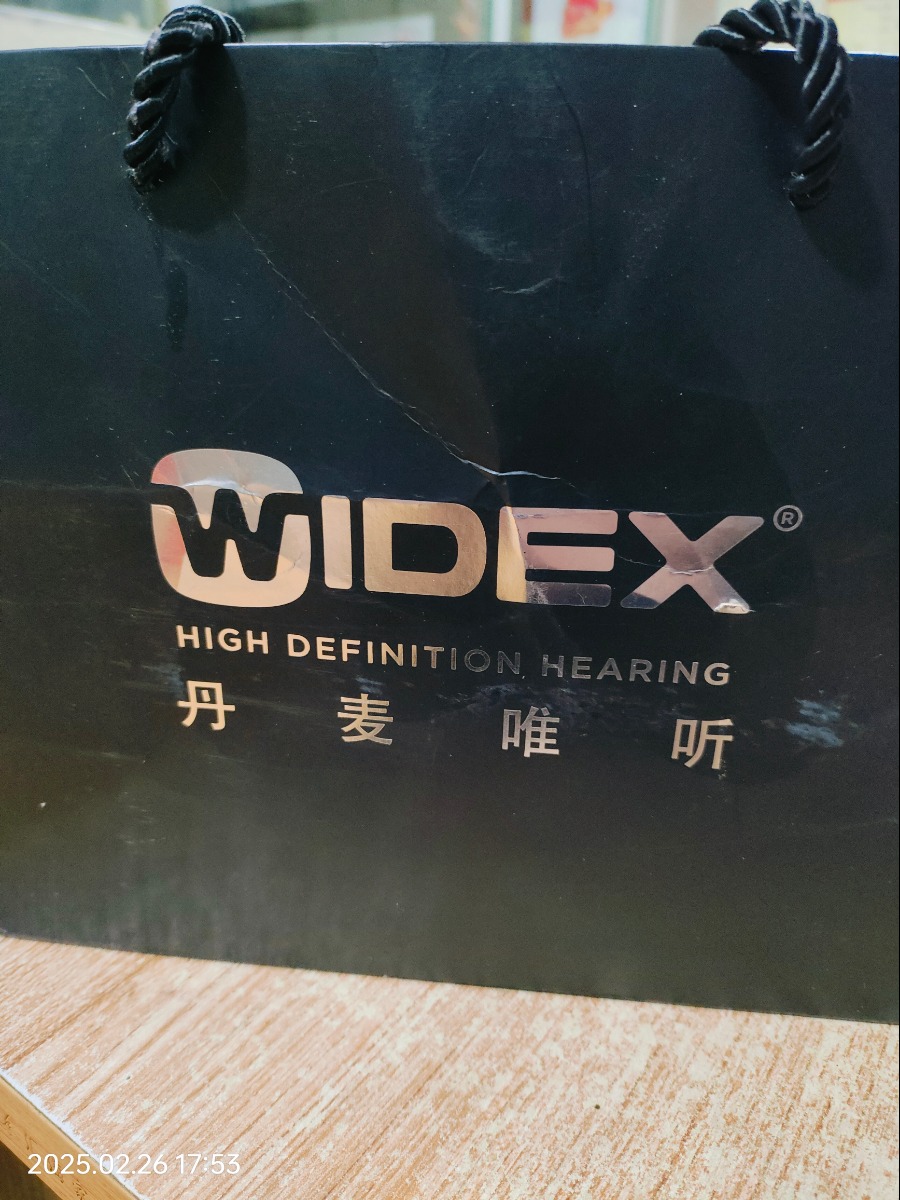 WIDEX®
HIGH DEFINITION HEARING
丹麦唯听
2025.02.26 17:53